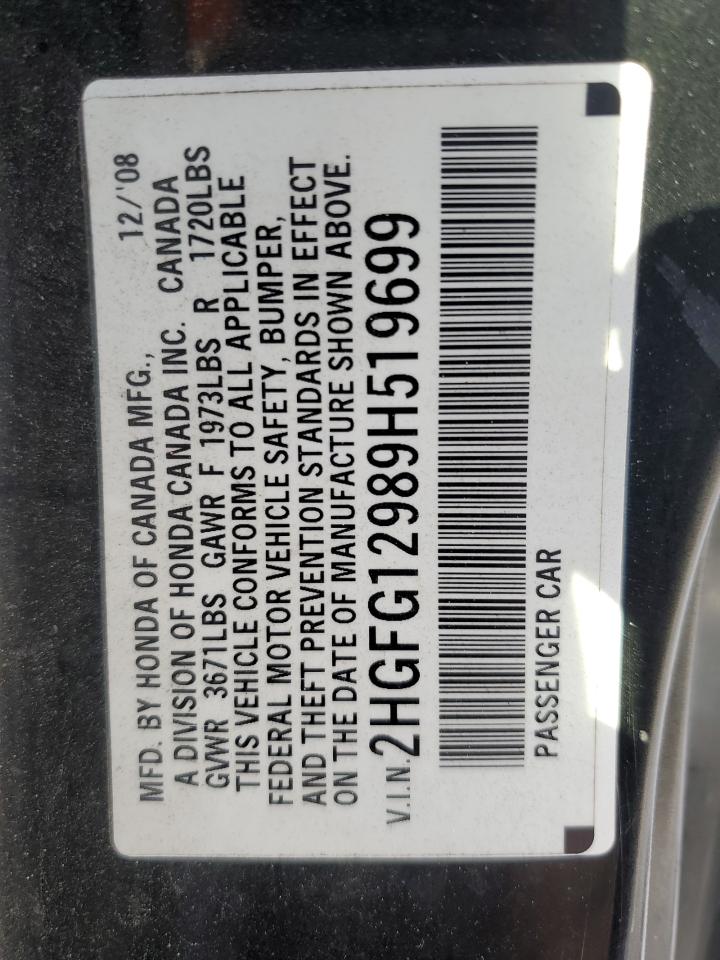 MFD. BY HONDA OF CANADA MFG., 12/'08
A DIVISION OF HONDA CANADA INC. CANADA
GVWR 3671LBS GAWR F 1973LBS R 1720LBS
THIS VEHICLE CONFORMS TO ALL APPLICABLE
FEDERAL MOTOR VEHICLE SAFETY, BUMPER,
AND THEFT PREVENTION STANDARDS IN EFFECT
ON THE DATE OF MANUFACTURE SHOWN ABOVE.
V.I.N. 2HGFG12989H519699
PASSENGER CAR